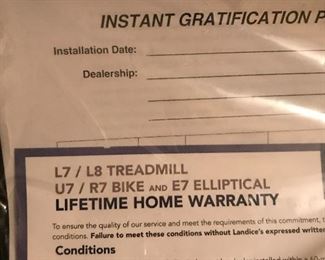 INSTANT GRATIFICATION P
Installation Date:
Dealership:
L7 / L8 TREADMILL
U7 / R7 BIKE AND E7 ELLIPTICAL
LIFETIME HOME WARRANTY
To ensure the quality of our service and meet the requirements of this commitment, t
conditions. Failure to meet these conditions without Landice's expressed written
Conditions